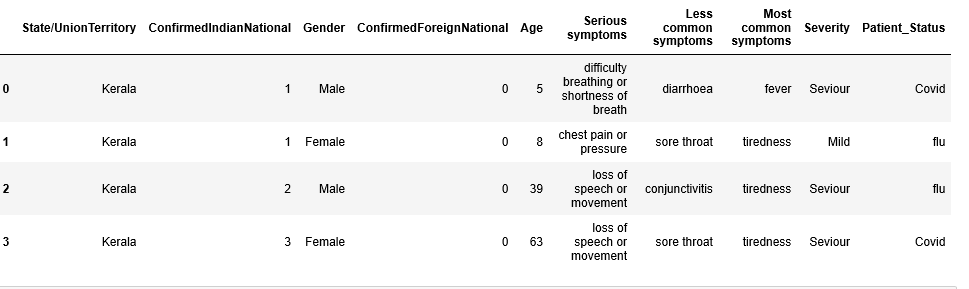 State/UnionTerritory ConfirmedIndianNational Gender ConfirmedForeignNational Age Serious symptoms Less common symptoms Most common symptoms Severity Patient_Status
0 Kerala 1 Male 0 5 difficulty breathing or shortness of breath diarrhoea fever Seviour Covid
1 Kerala 1 Female 0 8 chest pain or pressure sore throat tiredness Mild flu
2 Kerala 2 Male 0 39 loss of speech or movement conjunctivitis tiredness Seviour flu
3 Kerala 3 Female 0 63 loss of speech or movement sore throat tiredness Seviour Covid